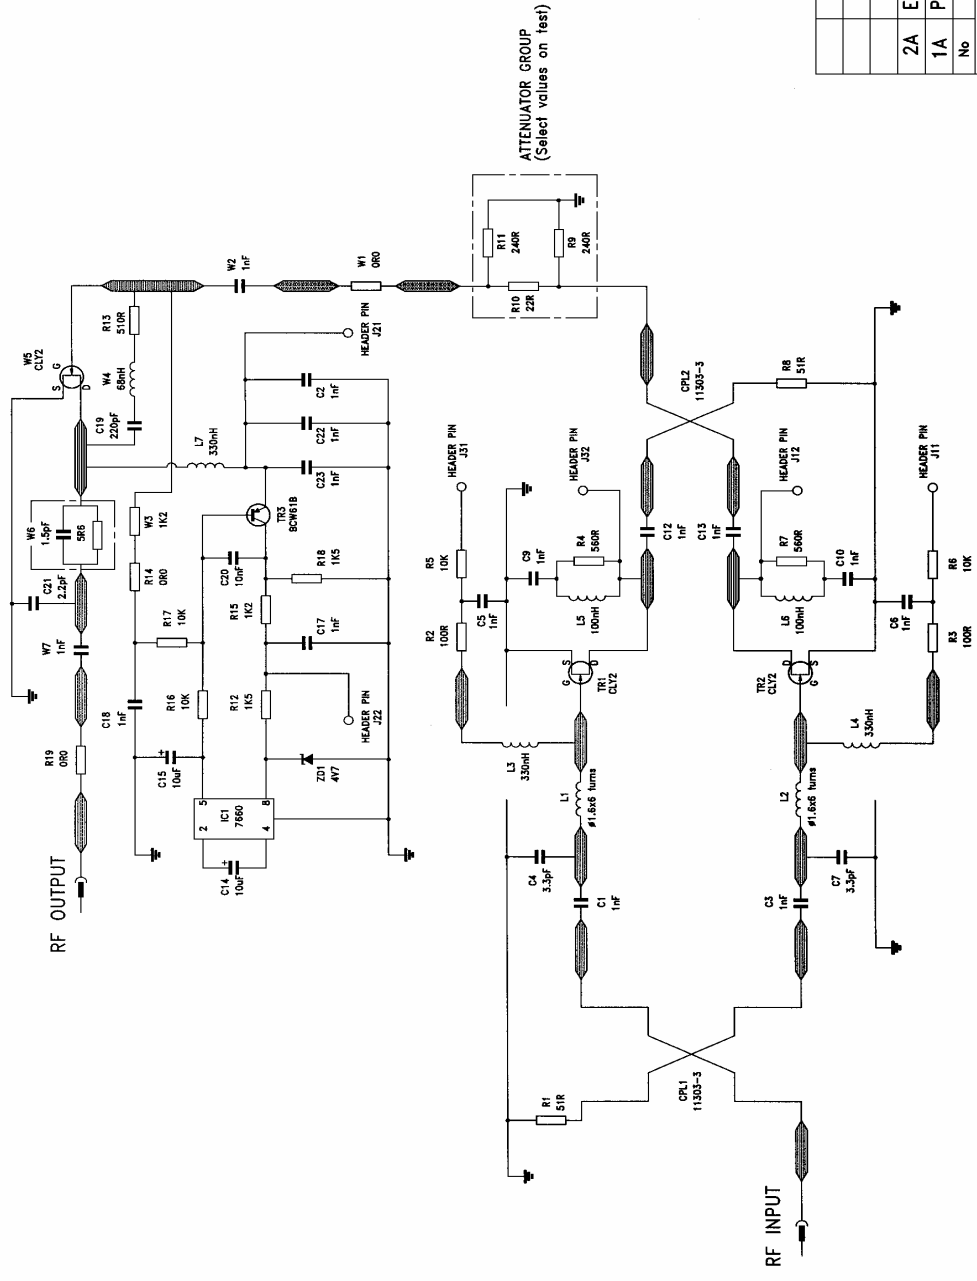 RF OUTPUT
R19
0R0
W7
1nF
C21
2.2pF
W6
1.5pF
5R6
W5
CLY2
S
G
D
C18
1nF
R14
0R0
W3
1K2
C19
220pF
W4
68nH
R13
510R
W2
1nF
W1
0R0
C15
10uF
+
R16
10K
R17
10K
C20
10nF
L7
330nH
TR3
BCW61B
C14
10uF
+
IC1
7660
2
5
4
8
R12
1K5
R15
1K2
R18
1K5
C17
1nF
ZD1
4V7
HEADER PIN
J22
C23
1nF
C22
1nF
C2
1nF
HEADER PIN
J21
ATTENUATOR GROUP
(Select values on test)
R11
240R
R9
240R
R10
22R
HEADER PIN
J31
R5
10K
R2
100R
C5
1nF
C9
1nF
R4
560R
L5
100nH
HEADER PIN
J32
L3
330nH
TR1
CLY2
G
S
D
L1
ø1.6x6 turns
C4
3.3pF
C1
1nF
C12
1nF
C13
1nF
CPL2
11303-3
R8
51R
HEADER PIN
J12
R7
560R
L6
100nH
C10
1nF
TR2
CLY2
D
S
G
L2
ø1.6x6 turns
L4
330nH
C6
1nF
R3
100R
R6
10K
HEADER PIN
J11
C3
1nF
C7
3.3pF
R1
51R
CPL1
11303-3
RF INPUT
2A E
1A P
No